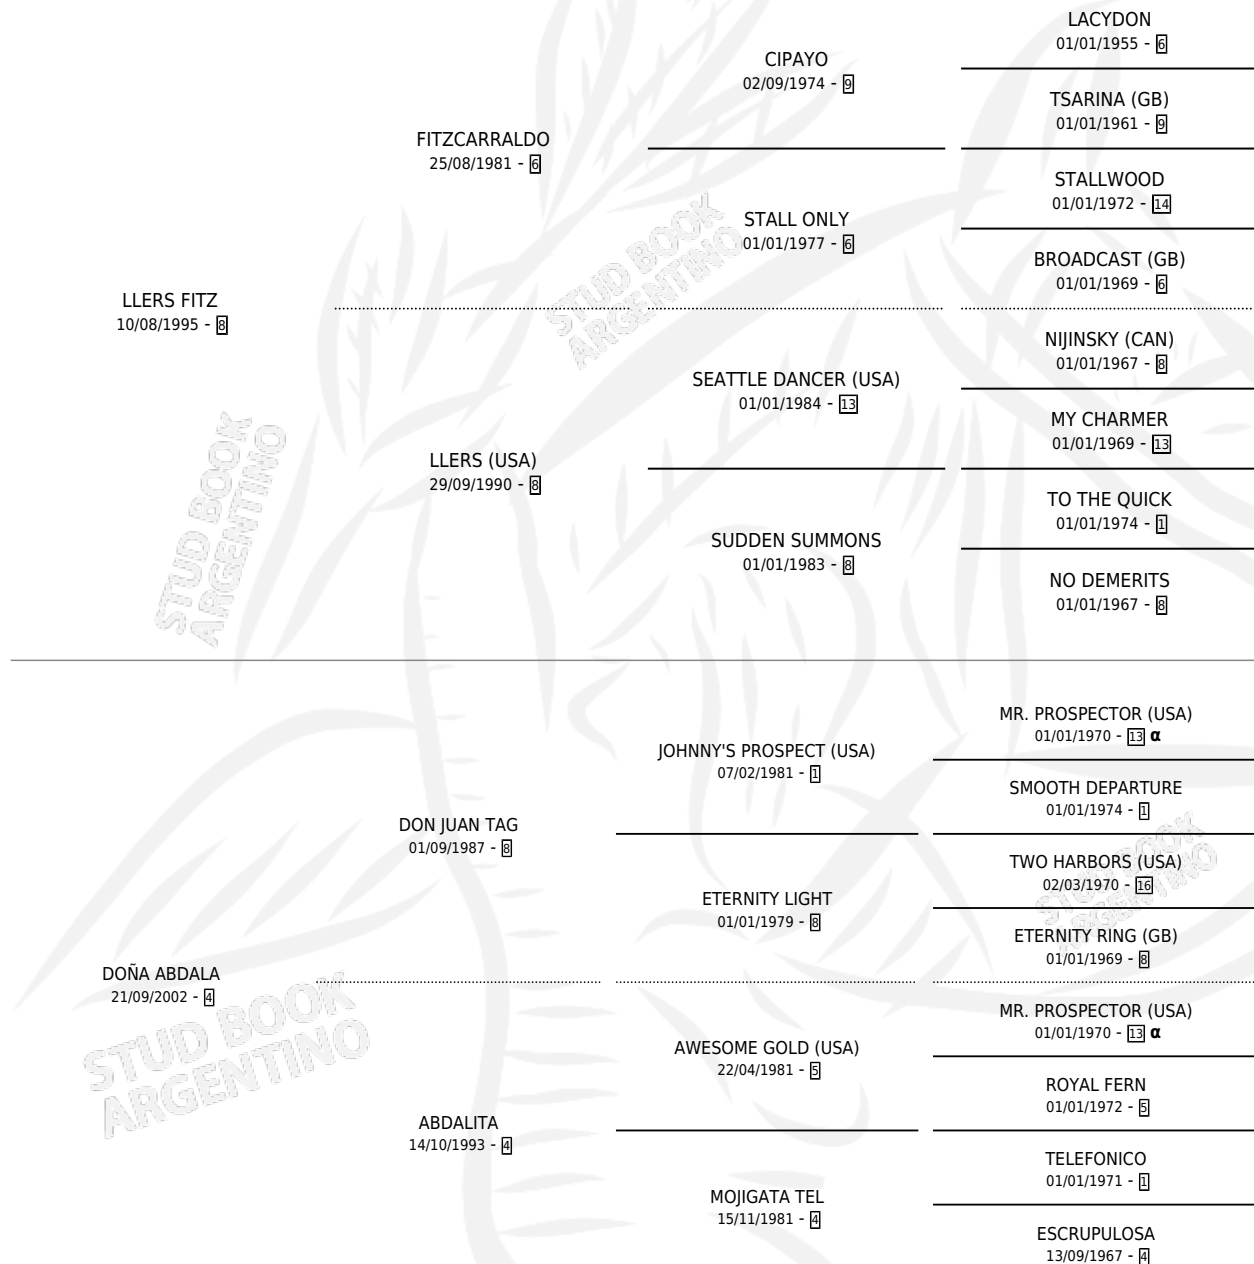 LACYDON
01/01/1955 - 6
CIPAYO
02/09/1974 - 9
TSARINA (GB)
01/01/1961 - 9
FITZCARRALDO
25/08/1981 - 6
STALLWOOD
01/01/1972 - 14
STALL ONLY
01/01/1977 - 6
BROADCAST (GB)
01/01/1969 - 6
LLERS FITZ
10/08/1995 - 8
NIJINSKY (CAN)
01/01/1967 - 8
SEATTLE DANCER (USA)
01/01/1984 - 13
MY CHARMER
01/01/1969 - 13
LLERS (USA)
29/09/1990 - 8
TO THE QUICK
01/01/1974 - 1
SUDDEN SUMMONS
01/01/1983 - 8
NO DEMERITS
01/01/1967 - 8
MR. PROSPECTOR (USA)
01/01/1970 - 13 α
JOHNNY'S PROSPECT (USA)
07/02/1981 - 1
SMOOTH DEPARTURE
01/01/1974 - 1
DON JUAN TAG
01/09/1987 - 8
TWO HARBORS (USA)
02/03/1970 - 16
ETERNITY LIGHT
01/01/1979 - 8
ETERNITY RING (GB)
01/01/1969 - 8
DOÑA ABDALA
21/09/2002 - 4
MR. PROSPECTOR (USA)
01/01/1970 - 13 α
AWESOME GOLD (USA)
22/04/1981 - 5
ROYAL FERN
01/01/1972 - 5
ABDALITA
14/10/1993 - 4
TELEFONICO
01/01/1971 - 1
MOJIGATA TEL
15/11/1981 - 4
ESCRUPULOSA
13/09/1967 - 4
STUD BOOK
ARGENTINO
STUD BOOK
ARGENTINO
STUD BOOK
ARGENTINO
STUD BOOK
ARGENTINO